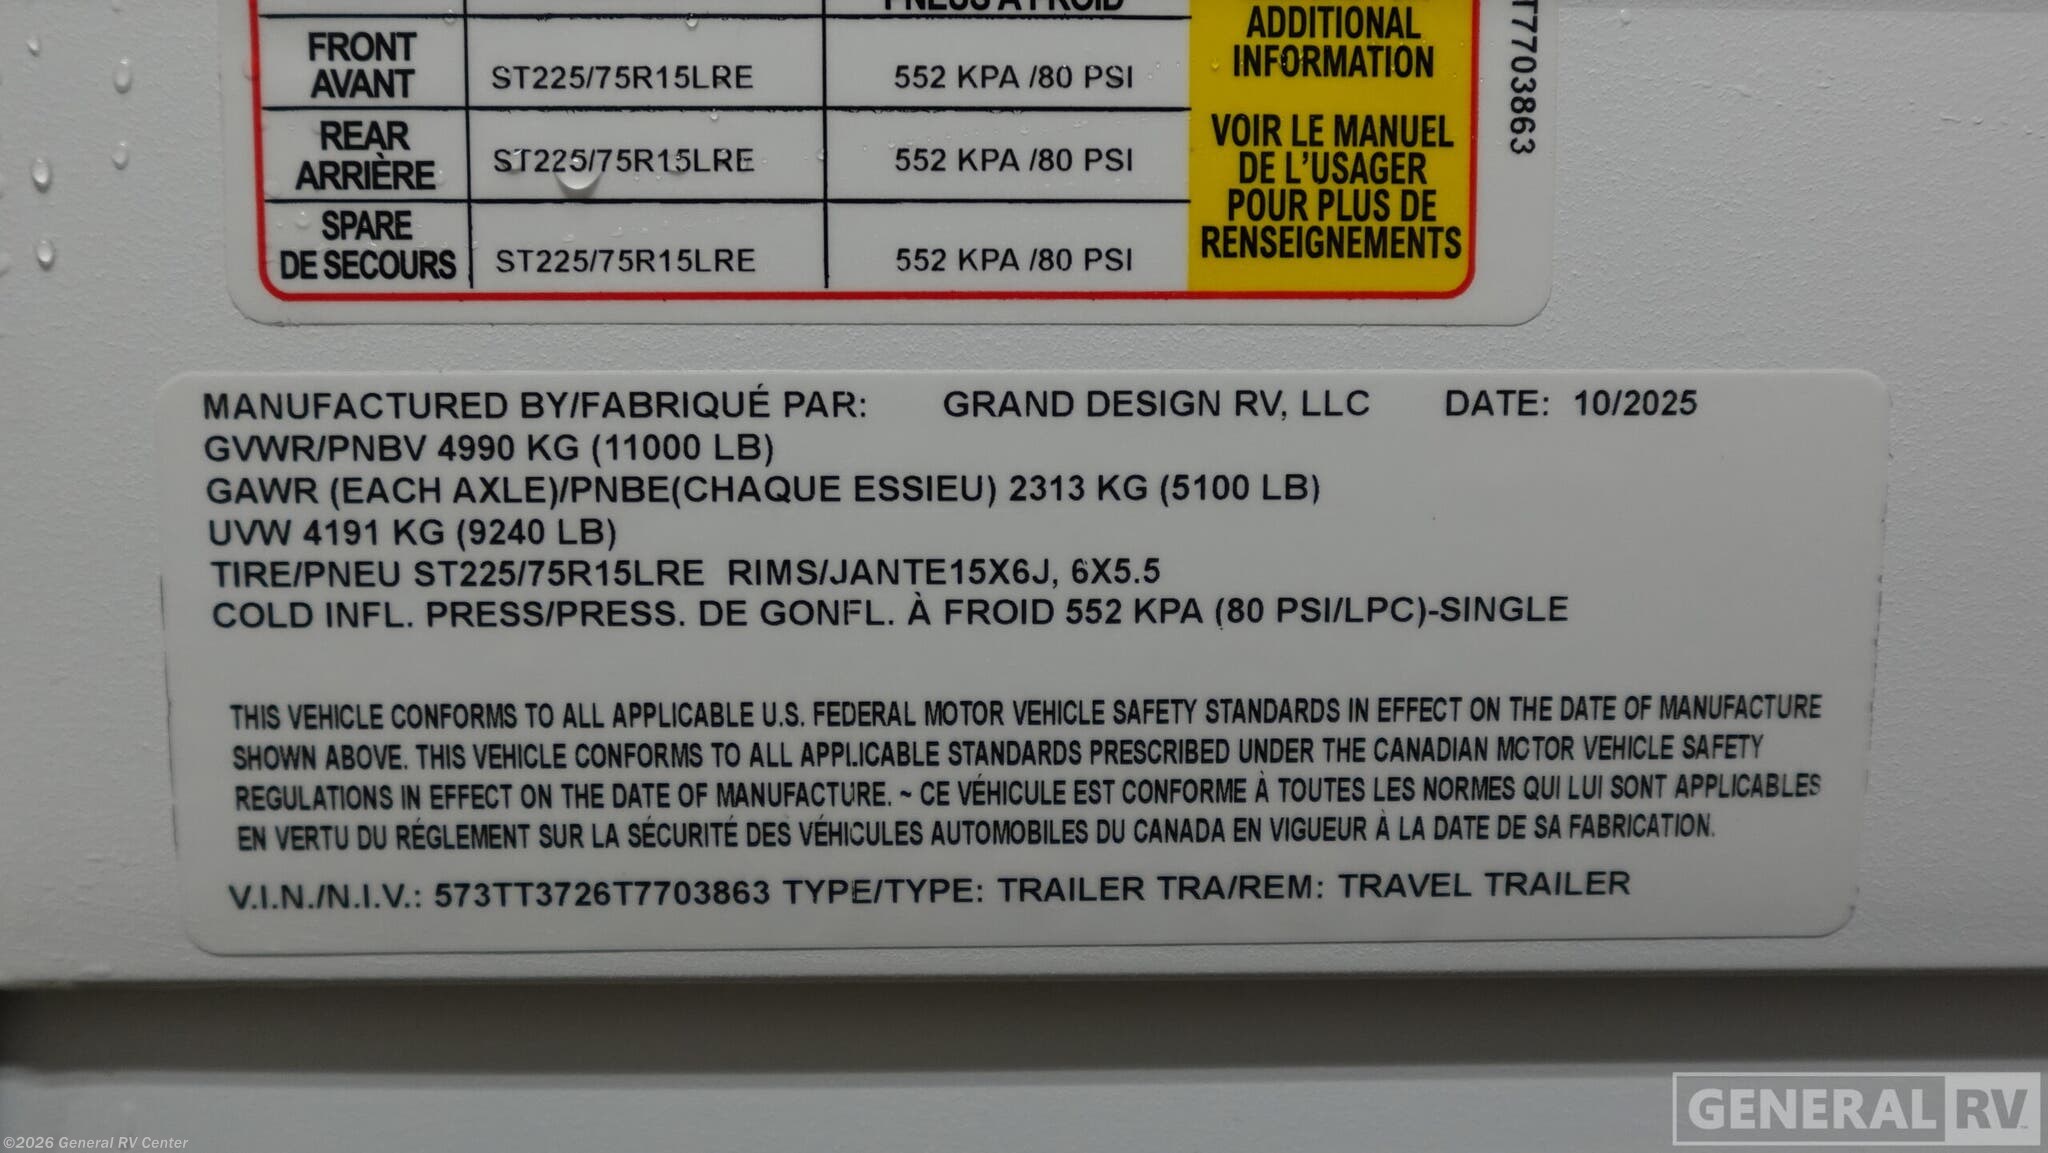 PNEUS À FROID
FRONT
AVANT
ST225/75R15LRE
552 KPA /80 PSI
REAR
ARRIÈRE
ST225/75R15LRE
552 KPA /80 PSI
SPARE
DE SECOURS
ST225/75R15LRE
552 KPA /80 PSI
ADDITIONAL
INFORMATION
VOIR LE MANUEL
DE L'USAGER
POUR PLUS DE
RENSEIGNEMENTS
T7703863
MANUFACTURED BY/FABRIQUÉ PAR: GRAND DESIGN RV, LLC DATE: 10/2025
GVWR/PNBV 4990 KG (11000 LB)
GAWR (EACH AXLE)/PNBE(CHAQUE ESSIEU) 2313 KG (5100 LB)
UVW 4191 KG (9240 LB)
TIRE/PNEU ST225/75R15LRE RIMS/JANTE15X6J, 6X5.5
COLD INFL. PRESS/PRESS. DE GONFL. À FROID 552 KPA (80 PSI/LPC)-SINGLE
THIS VEHICLE CONFORMS TO ALL APPLICABLE U.S. FEDERAL MOTOR VEHICLE SAFETY STANDARDS IN EFFECT ON THE DATE OF MANUFACTURE
SHOWN ABOVE. THIS VEHICLE CONFORMS TO ALL APPLICABLE STANDARDS PRESCRIBED UNDER THE CANADIAN MOTOR VEHICLE SAFETY
REGULATIONS IN EFFECT ON THE DATE OF MANUFACTURE. ~ CE VÉHICULE EST CONFORME À TOUTES LES NORMES QUI LUI SONT APPLICABLES
EN VERTU DU RÉGLEMENT SUR LA SÉCURITÉ DES VÉHICULES AUTOMOBILES DU CANADA EN VIGUEUR À LA DATE DE SA FABRICATION.
V.I.N./N.I.V.: 573TT3726T7703863 TYPE/TYPE: TRAILER TRA/REM: TRAVEL TRAILER
GENERAL RV
©2026 General RV Center